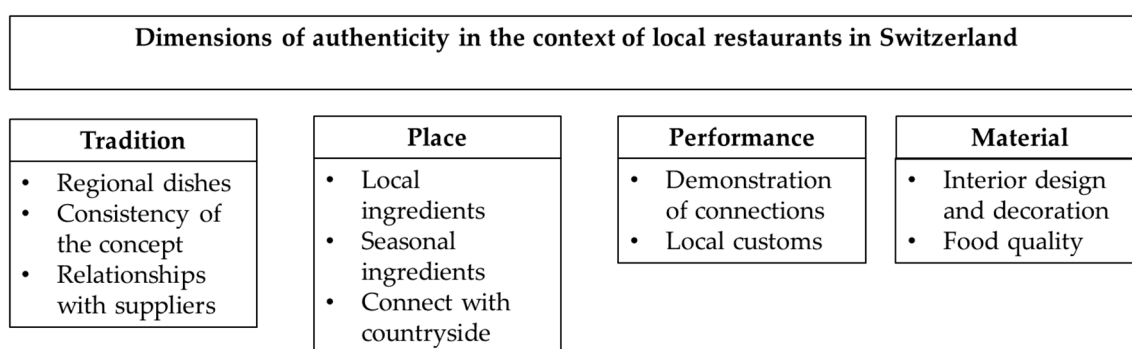 Dimensions of authenticity in the context of local restaurants in Switzerland
Tradition
• Regional dishes
• Consistency of
the concept
• Relationships
with suppliers
Place
• Local
ingredients
• Seasonal
ingredients
• Connect with
countryside
Performance
• Demonstration
of connections
• Local customs
Material
• Interior design
and decoration
• Food quality